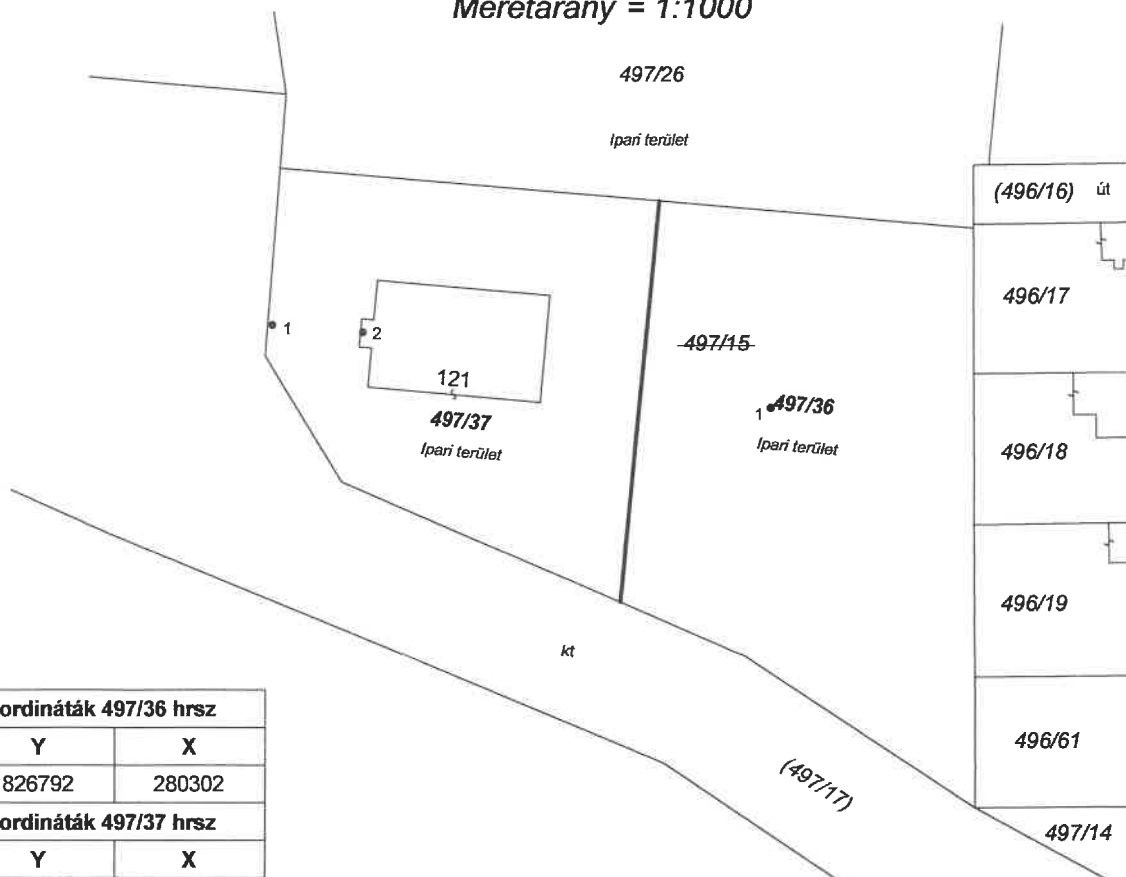 Méretarány = 1:1000
497/26
Ipari terület
(496/16) út
496/17
1
2
497/15
121
497/37
Ipari terület
1 497/36
Ipari terület
496/18
496/19
kt
ordináták 497/36 hrsz
Y X
826792 280302
ordináták 497/37 hrsz
Y X
496/61
(497/17)
497/14